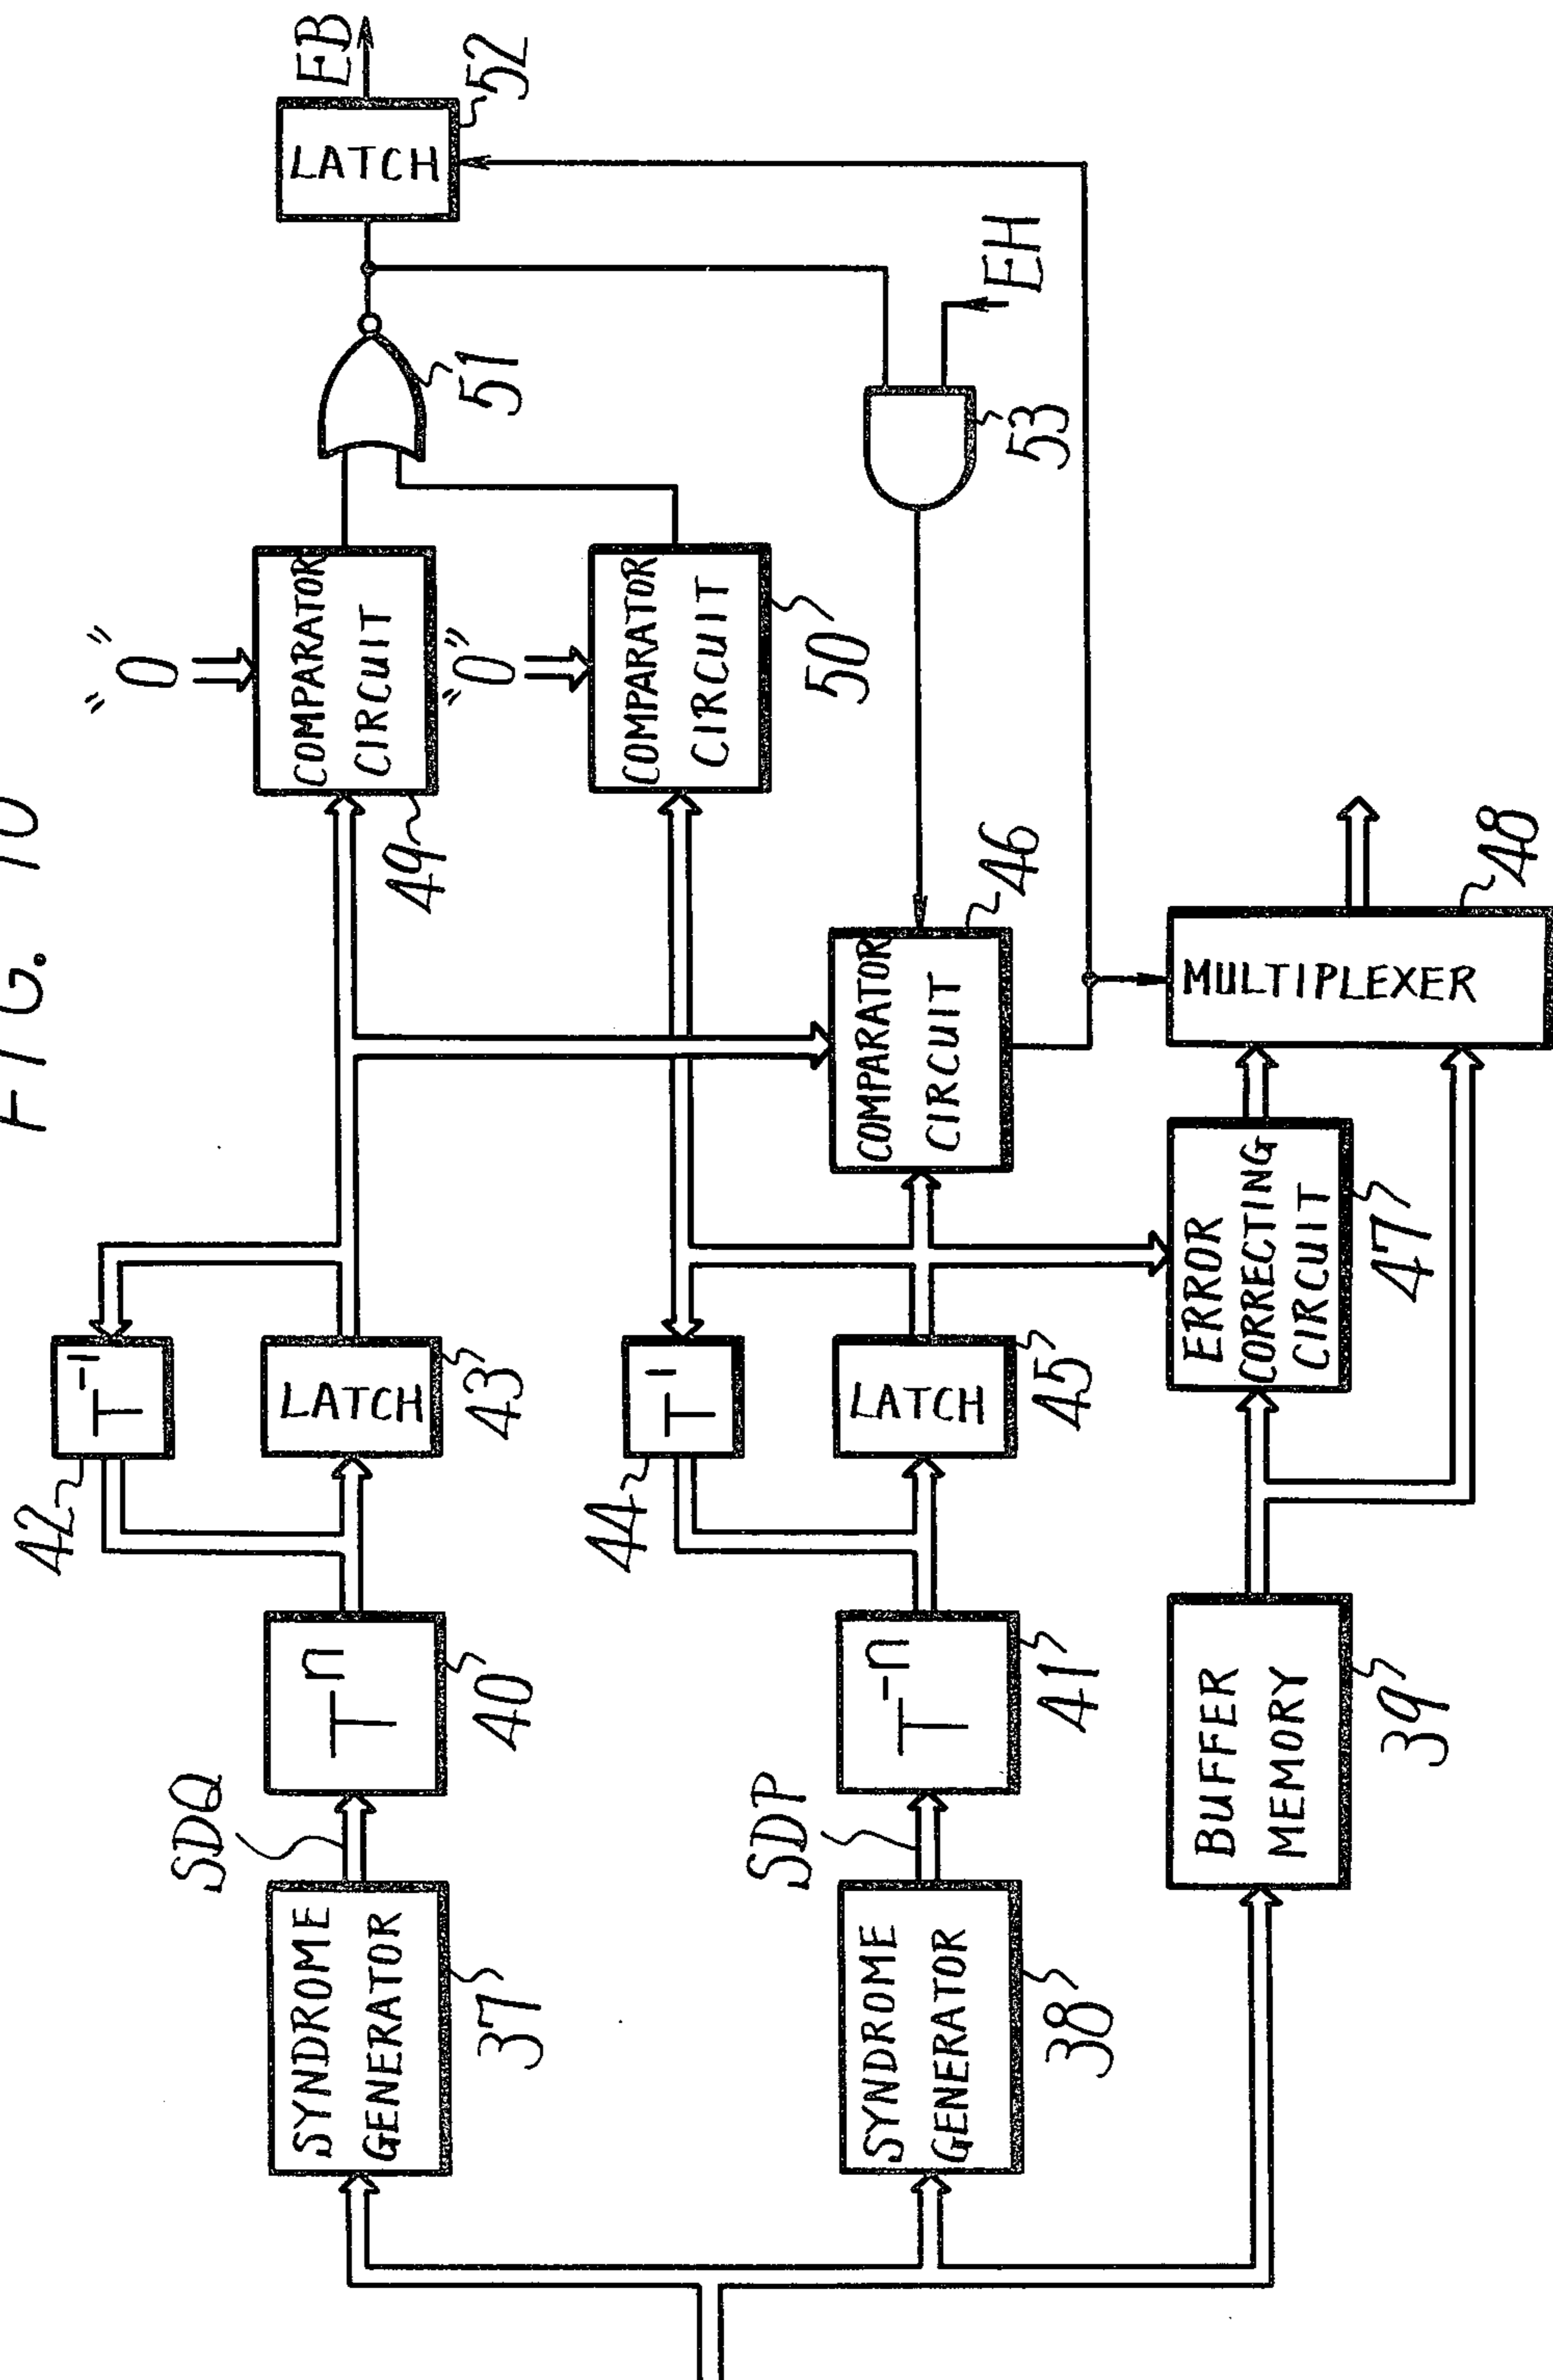 FIG. 10
42
T⁻¹
"0"
SDQ
SYNDROME
GENERATOR
37
Tⁿ
40
LATCH
43
COMPARATOR
CIRCUIT
49
51
LATCH
52
EB
"0"
44
T¹
COMPARATOR
CIRCUIT
50
SDP
SYNDROME
GENERATOR
38
T⁻ⁿ
41
LATCH
45
COMPARATOR
CIRCUIT
46
53
EH
BUFFER
MEMORY
39
ERROR
CORRECTING
CIRCUIT
47
MULTIPLEXER
48